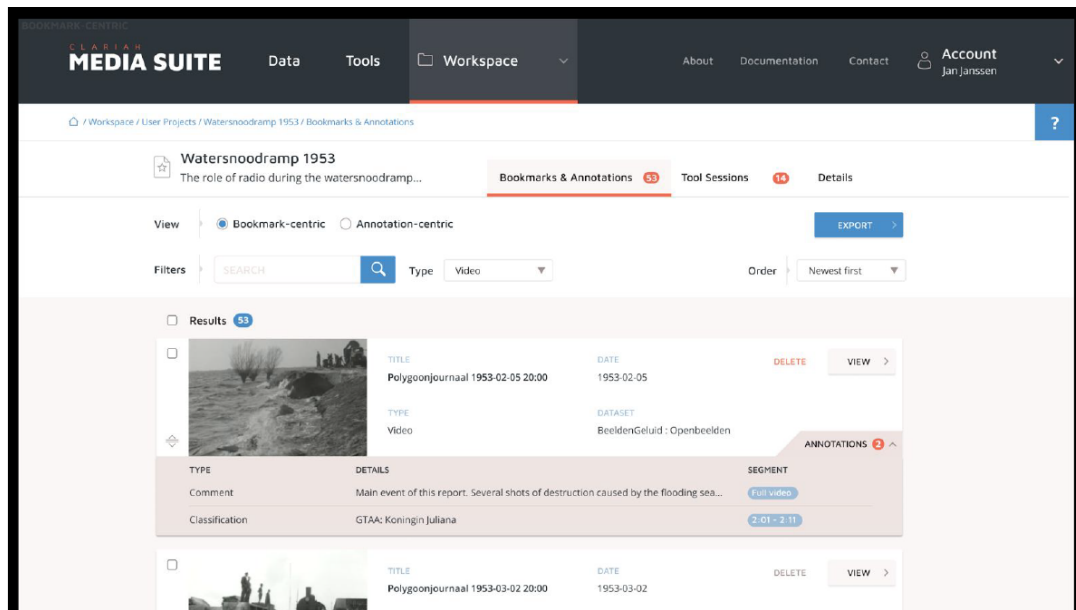 BOOKMARK-CENTRIC
CLARIAH
MEDIA SUITE
Data
Tools
Workspace
About
Documentation
Contact
Account
Jan Janssen
/ Workspace / User Projects / Watersnoodramp 1953 / Bookmarks & Annotations
?
Watersnoodramp 1953
The role of radio during the watersnoodramp...
Bookmarks & Annotations 53
Tool Sessions 14
Details
View
Bookmark-centric
Annotation-centric
EXPORT
Filters
SEARCH
Type
Video
Order
Newest first
Results 53
TITLE
Polygoonjournaal 1953-02-05 20:00
DATE
1953-02-05
DELETE
VIEW
TYPE
Video
DATASET
BeeldenGeluid : Openbeelden
ANNOTATIONS 2
TYPE DETAILS SEGMENT
Comment Main event of this report. Several shots of destruction caused by the flooding sea... Full video
Classification GTAA: Koningin Juliana 2:01 - 2:11
TITLE
Polygoonjournaal 1953-03-02 20:00
DATE
1953-03-02
DELETE
VIEW